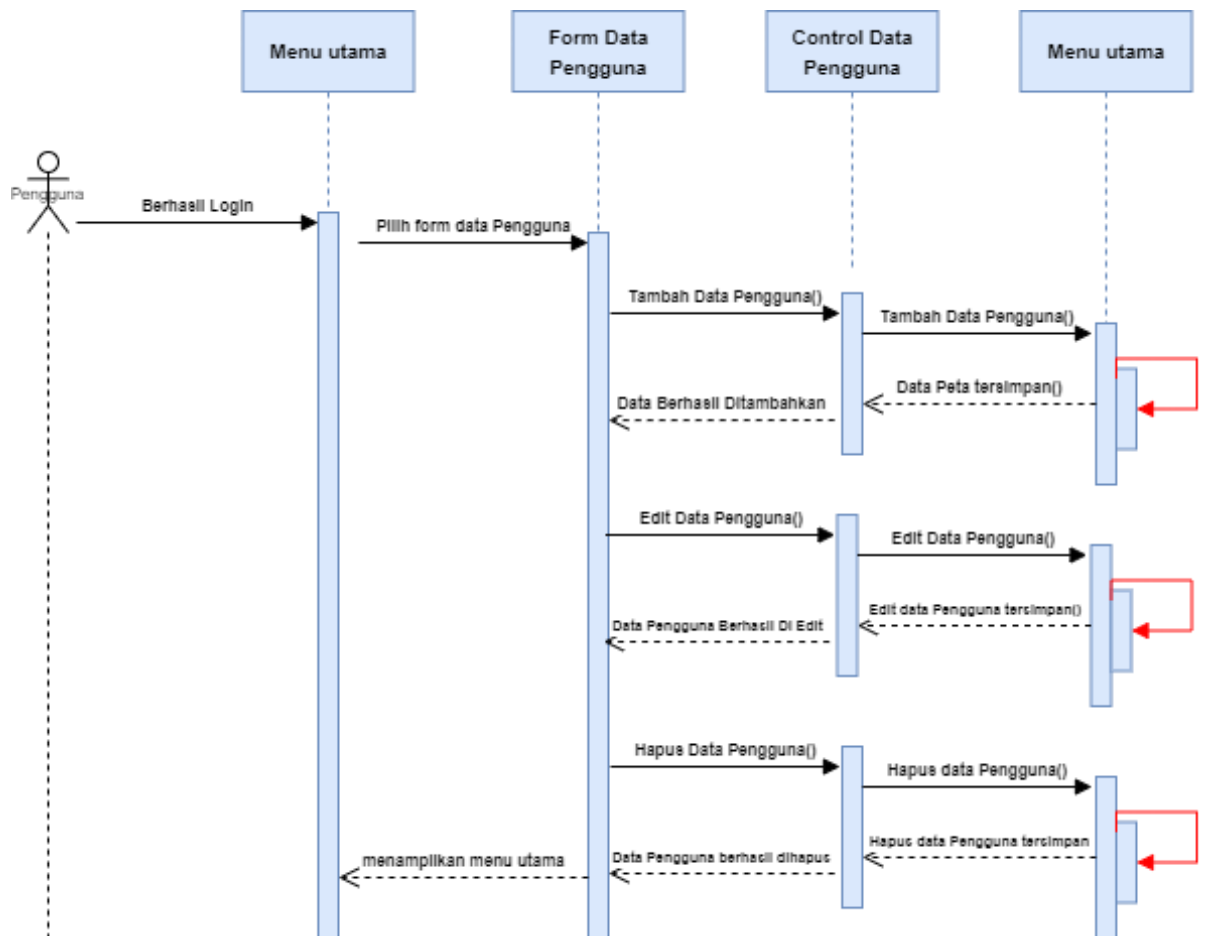 Menu utama
Form Data
Pengguna
Control Data
Pengguna
Menu utama
Pengguna
Berhasil Login
Pilih form data Pengguna
Tambah Data Pengguna()
Tambah Data Pengguna()
Data Peta tersimpan()
Data Berhasil Ditambahkan
Edit Data Pengguna()
Edit Data Pengguna()
Edit data Pengguna tersimpan()
Data Pengguna Berhasil Di Edit
Hapus Data Pengguna()
Hapus data Pengguna()
Hapus data Pengguna tersimpan
Data Pengguna berhasil dihapus
menampilkan menu utama